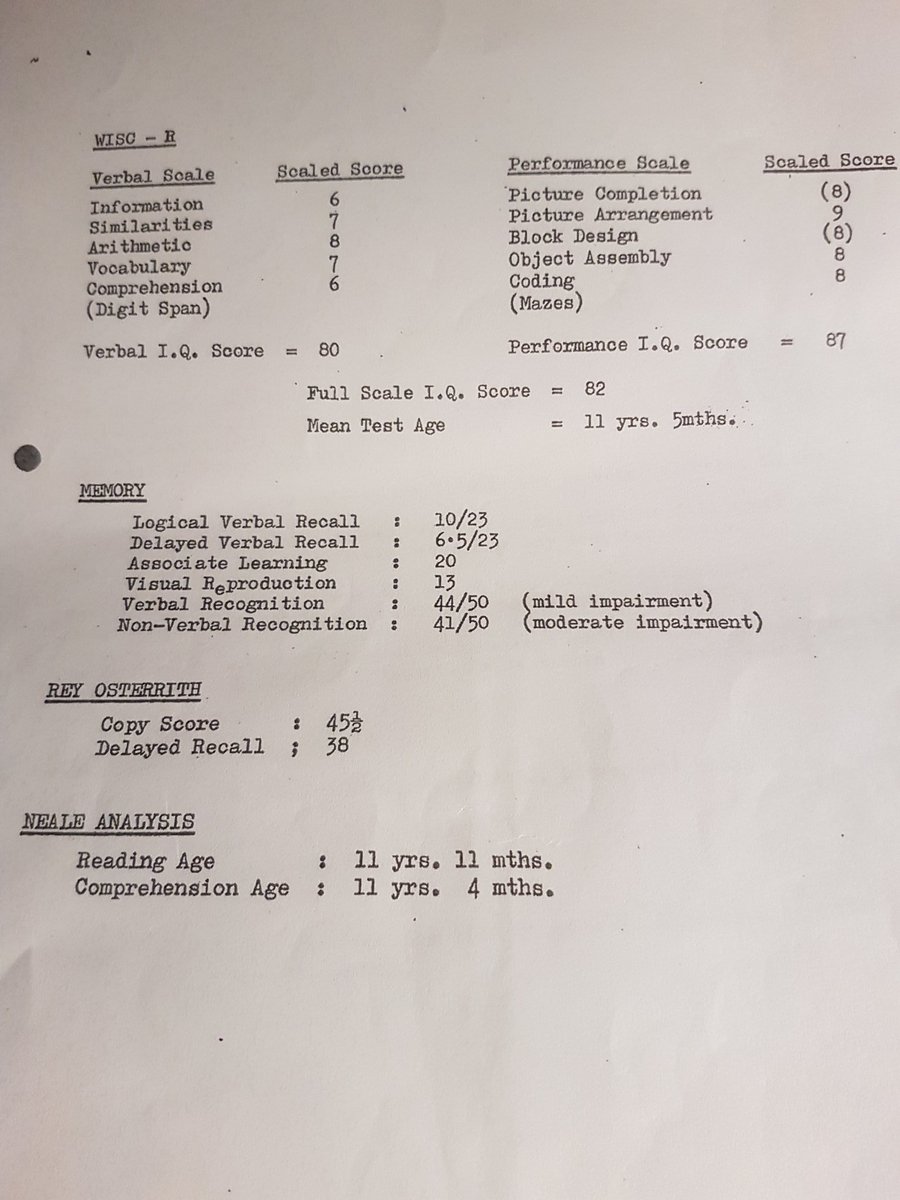 WISC - R
Verbal Scale Scaled Score Performance Scale Scaled Score
Information 6 Picture Completion (8)
Similarities 7 Picture Arrangement 9
Arithmetic 8 Block Design (8)
Vocabulary 7 Object Assembly 8
Comprehension 6 Coding 8
(Digit Span) (Mazes)
Verbal I.Q. Score = 80 Performance I.Q. Score = 87
Full Scale I.Q. Score = 82
Mean Test Age = 11 yrs. 5mths.
MEMORY
Logical Verbal Recall : 10/23
Delayed Verbal Recall : 6·5/23
Associate Learning : 20
Visual Reproduction : 13
Verbal Recognition : 44/50 (mild impairment)
Non-Verbal Recognition : 41/50 (moderate impairment)
REY OSTERRITH
Copy Score : 45½
Delayed Recall ; 38
NEALE ANALYSIS
Reading Age : 11 yrs. 11 mths.
Comprehension Age : 11 yrs. 4 mths.